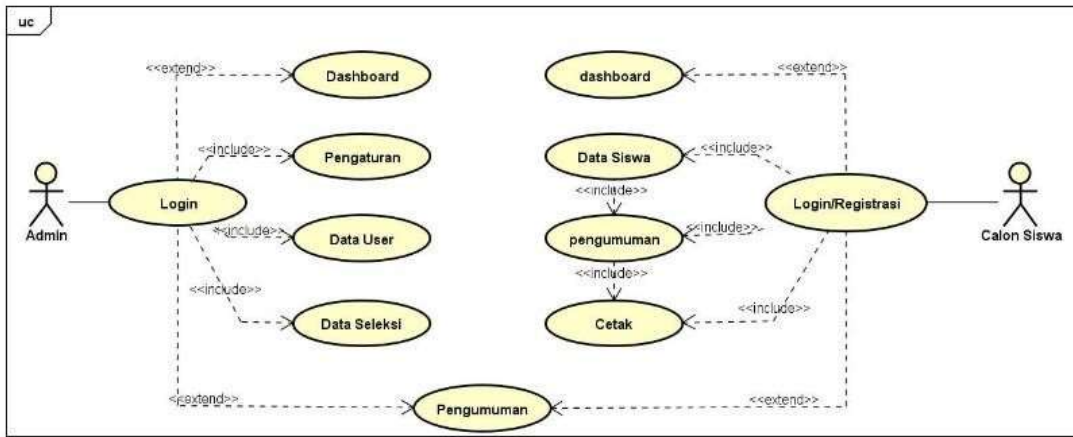 uc
<<extend>>
Dashboard
dashboard
<<extend>>
<<include>>
Pengaturan
Data Siswa
<<include>>
<<include>>
Login
Login/Registrasi
Admin
Calon Siswa
<<include>>
Data User
pengumuman
<<include>>
<<include>>
<<include>>
Data Seleksi
Cetak
<<include>>
<<extend>>
Pengumuman
<<extend>>